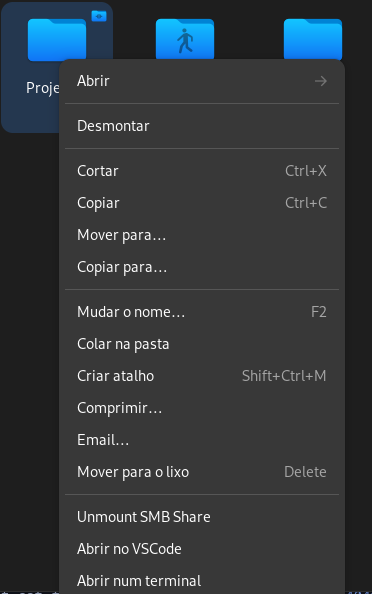 Proje
Abrir
Desmontar
Cortar Ctrl+X
Copiar Ctrl+C
Mover para…
Copiar para…
Mudar o nome… F2
Colar na pasta
Criar atalho Shift+Ctrl+M
Comprimir…
Email…
Mover para o lixo Delete
Unmount SMB Share
Abrir no VSCode
Abrir num terminal